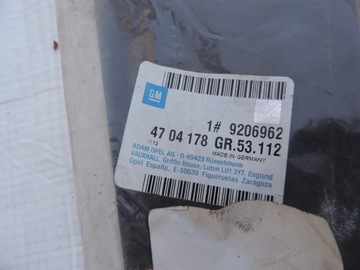 GM
1# 9206962
47 04 178 GR.53.112
7112 MADE IN GERMANY
ADAM OPEL AG · D-65423 Rüsselsheim
VAUXHALL, Griffin House, Luton LU1 3YT, England
Opel España, E-50639 Figueruelas Zaragoza